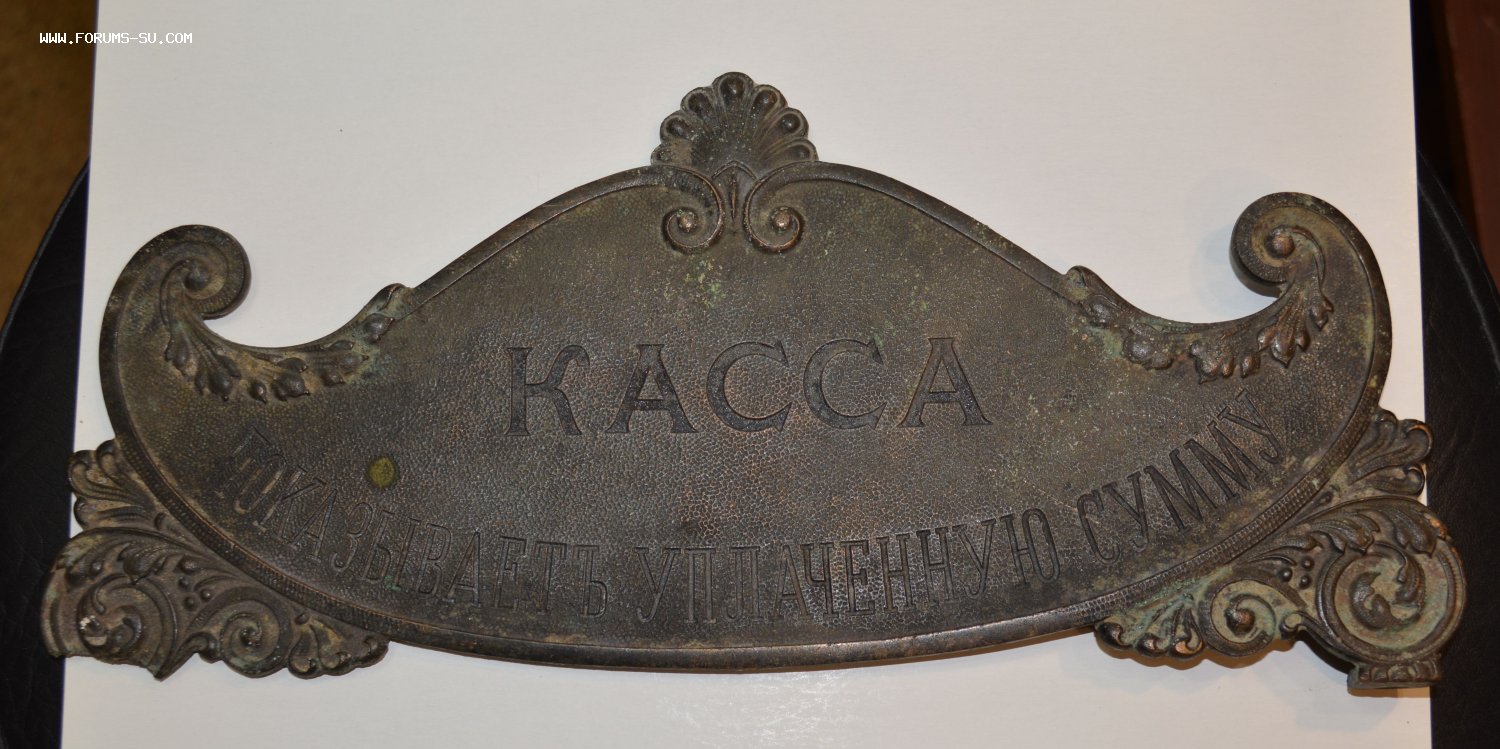 WWW.FORUMS-SU.COM
КАССА
ПОКАЗЫВАЕТЪ УПЛАЧЕННУЮ СУММУ